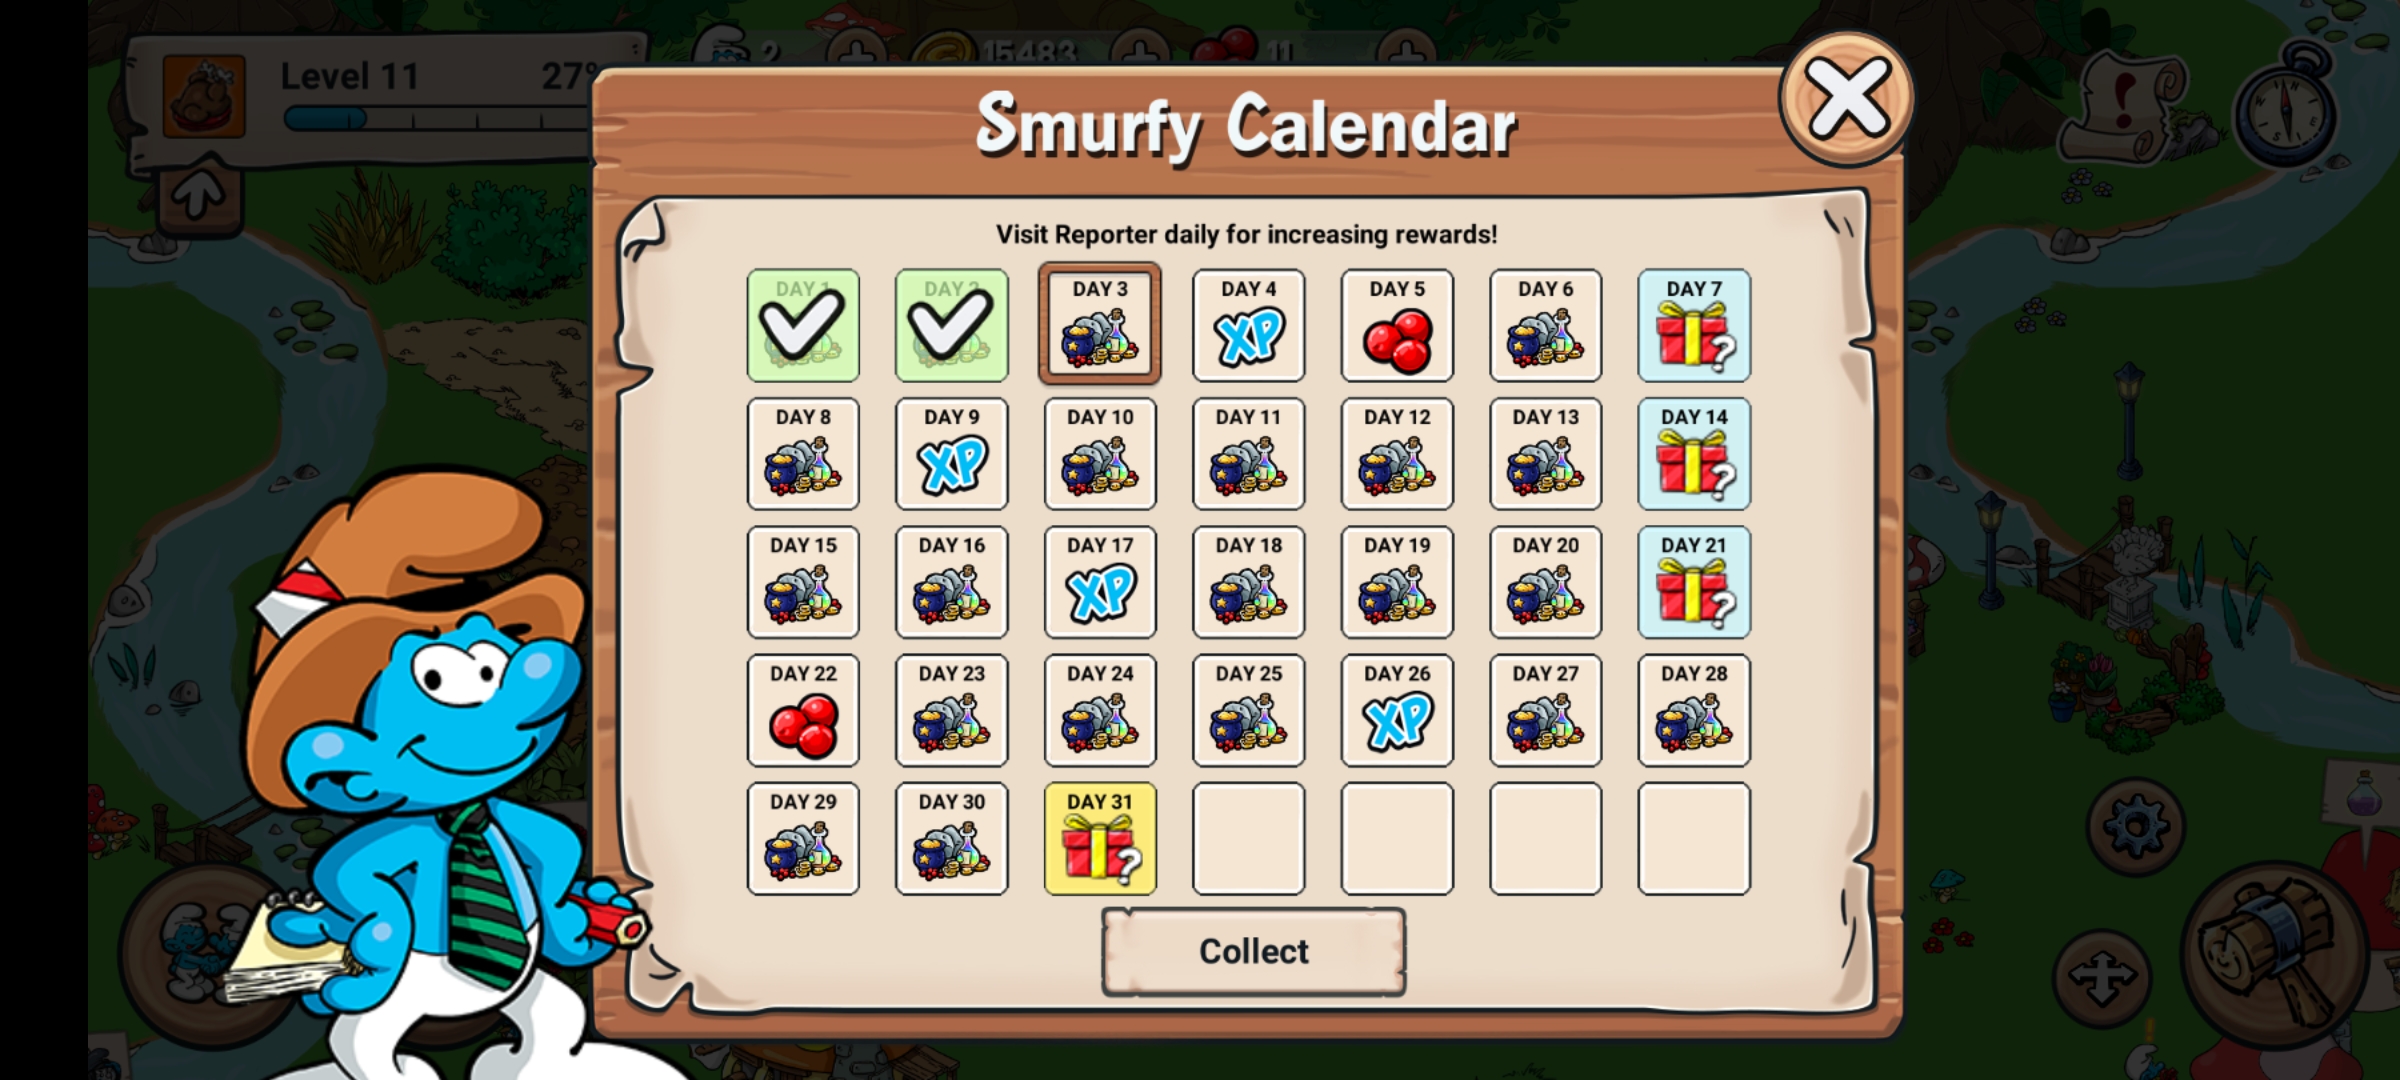 Level 11
27%
2
15483
11
Smurfy Calendar
Visit Reporter daily for increasing rewards!
DAY 1 DAY 2 DAY 3 DAY 4 DAY 5 DAY 6 DAY 7
XP
?
DAY 8 DAY 9 DAY 10 DAY 11 DAY 12 DAY 13 DAY 14
XP
?
DAY 15 DAY 16 DAY 17 DAY 18 DAY 19 DAY 20 DAY 21
XP
?
DAY 22 DAY 23 DAY 24 DAY 25 DAY 26 DAY 27 DAY 28
XP
DAY 29 DAY 30 DAY 31
?
Collect